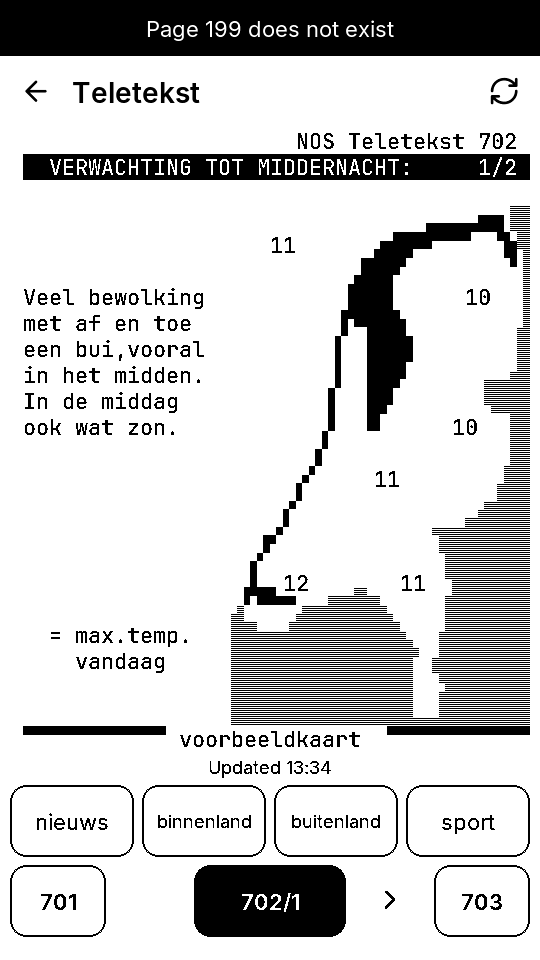 Page 199 does not exist
Teletekst
NOS Teletekst 702
VERWACHTING TOT MIDDERNACHT: 1/2
11
Veel bewolking 10
met af en toe
een bui,vooral
in het midden.
In de middag
ook wat zon. 10
11
12 11
= max.temp.
vandaag
voorbeeldkaart
Updated 13:34
nieuws binnenland buitenland sport
701 702/1 > 703